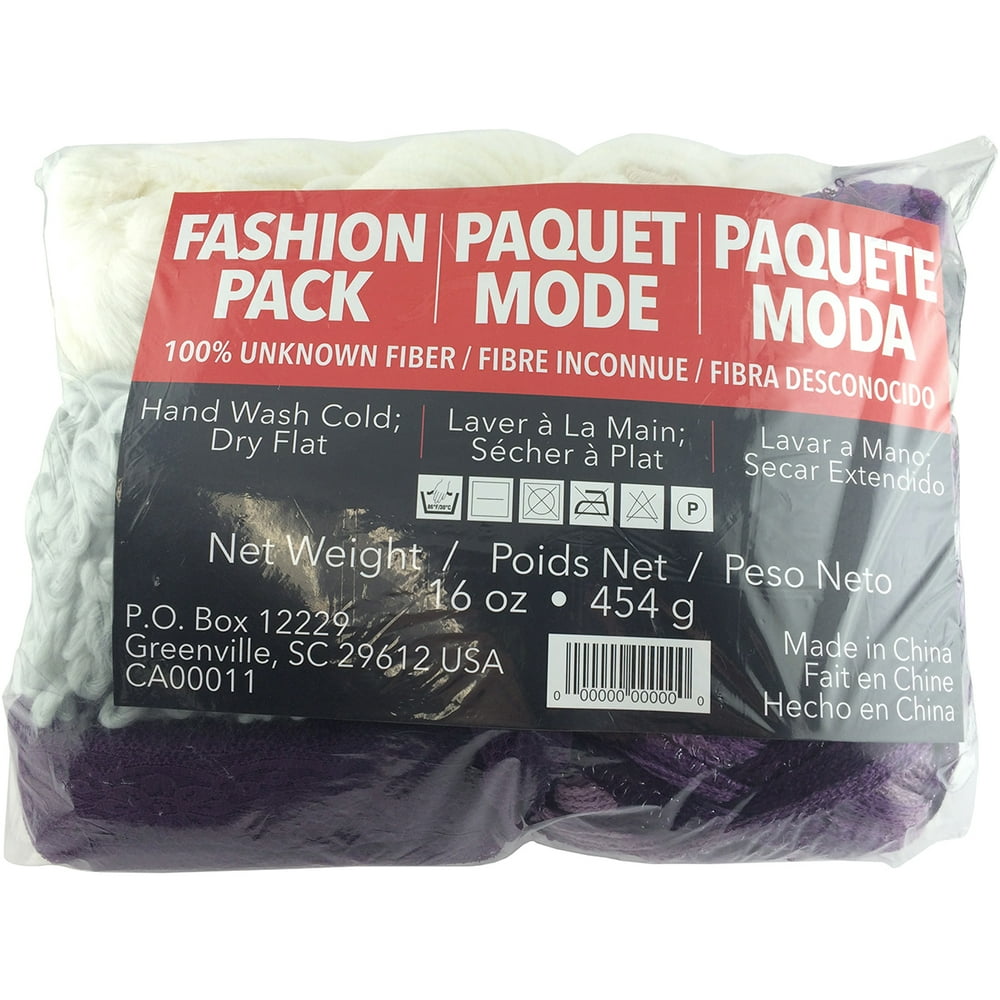 FASHION PACK
PAQUET MODE
PAQUETE MODA
100% UNKNOWN FIBER / FIBRE INCONNUE / FIBRA DESCONOCIDO
Hand Wash Cold;
Dry Flat
Laver à La Main;
Sécher à Plat
Lavar a Mano;
Secar Extendido
86°F/30°C
P
Net Weight / Poids Net / Peso Neto
16 oz • 454 g
P.O. Box 12229
Greenville, SC 29612 USA
CA00011
0 00000 00000 0
Made in China
Fait en Chine
Hecho en China